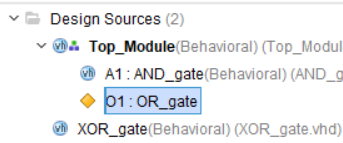 Design Sources (2)
Top_Module(Behavioral) (Top_Modul
A1 : AND_gate(Behavioral) (AND_g
O1 : OR_gate
XOR_gate(Behavioral) (XOR_gate.vhd)